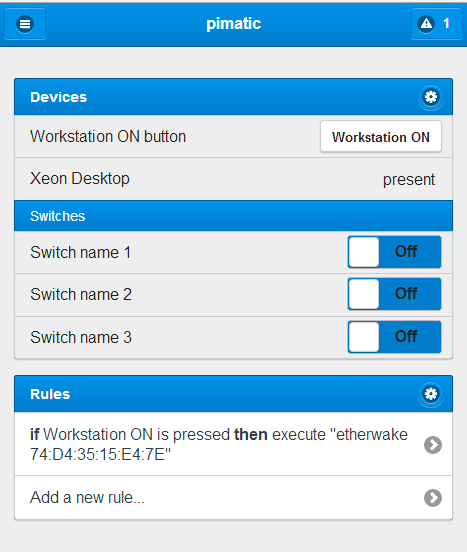 pimatic
1
Devices
Workstation ON button
Workstation ON
Xeon Desktop
present
Switches
Switch name 1
Off
Switch name 2
Off
Switch name 3
Off
Rules
if Workstation ON is pressed then execute "etherwake
74:D4:35:15:E4:7E"
Add a new rule...